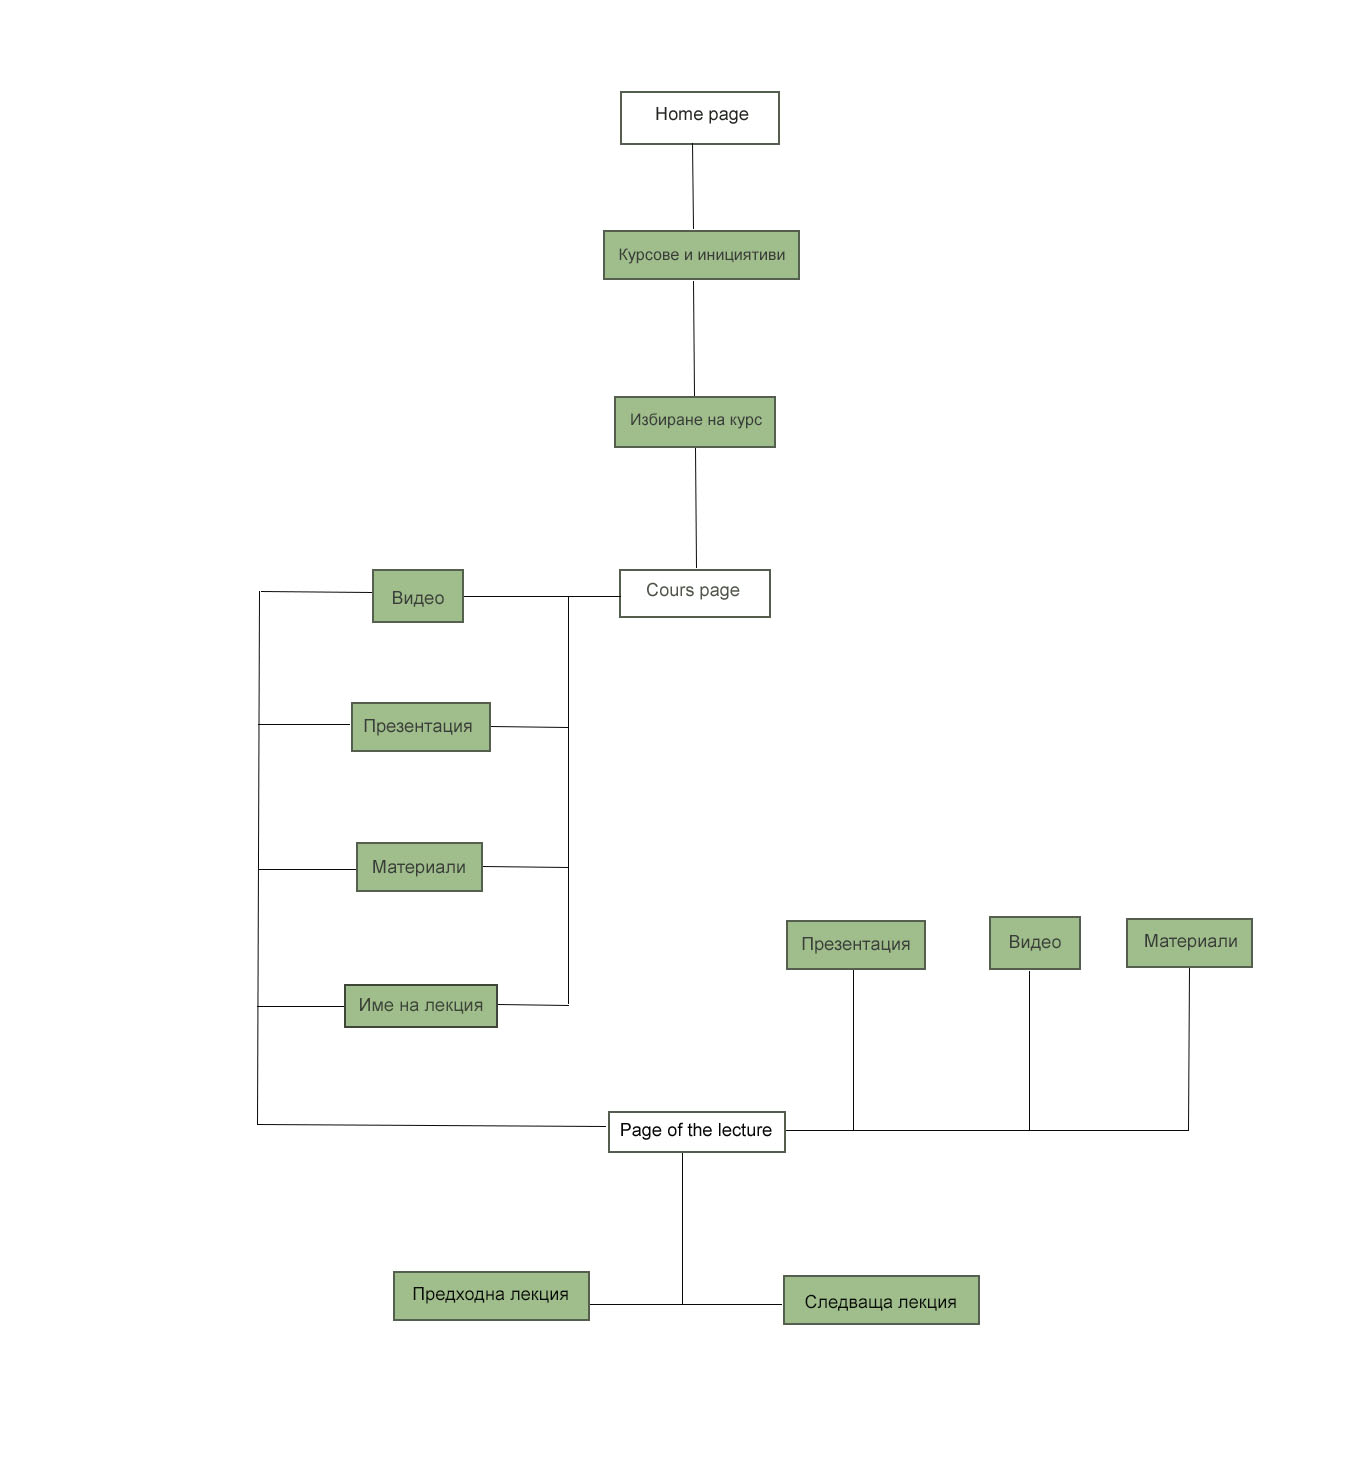 Home page
Курсове и инициятиви
Избиране на курс
Cours page
Видео
Презентация
Материали
Име на лекция
Презентация
Видео
Материали
Page of the lecture
Предходна лекция
Следваща лекция